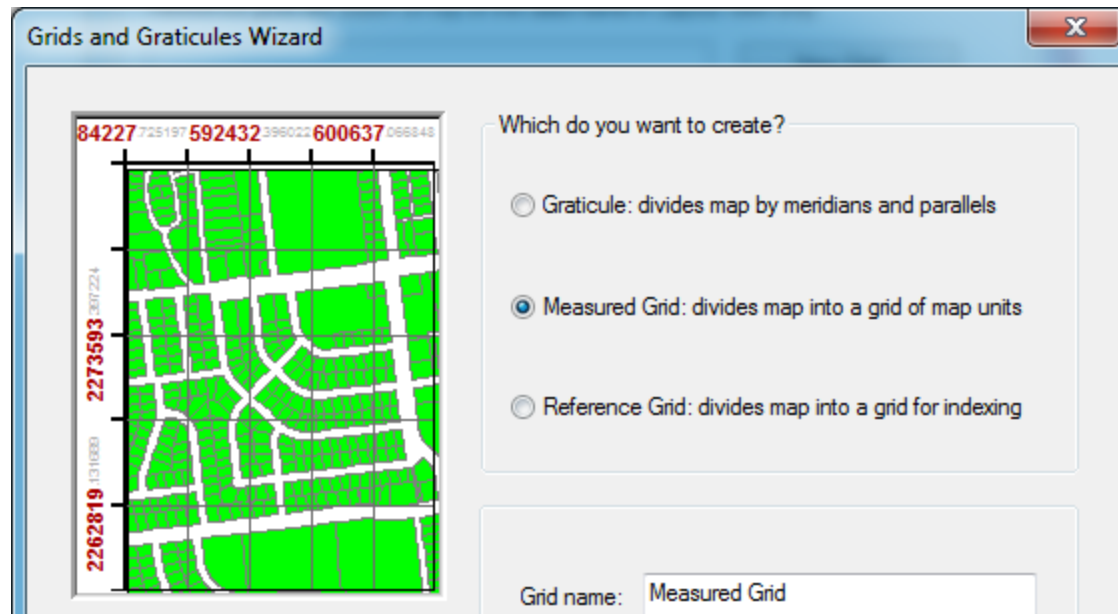 Grids and Graticules Wizard
X
84227.725197 592432.396022 600637.066848
Which do you want to create?
Graticule: divides map by meridians and parallels
Measured Grid: divides map into a grid of map units
Reference Grid: divides map into a grid for indexing
2273593.397224
2262819.131689
Grid name: Measured Grid